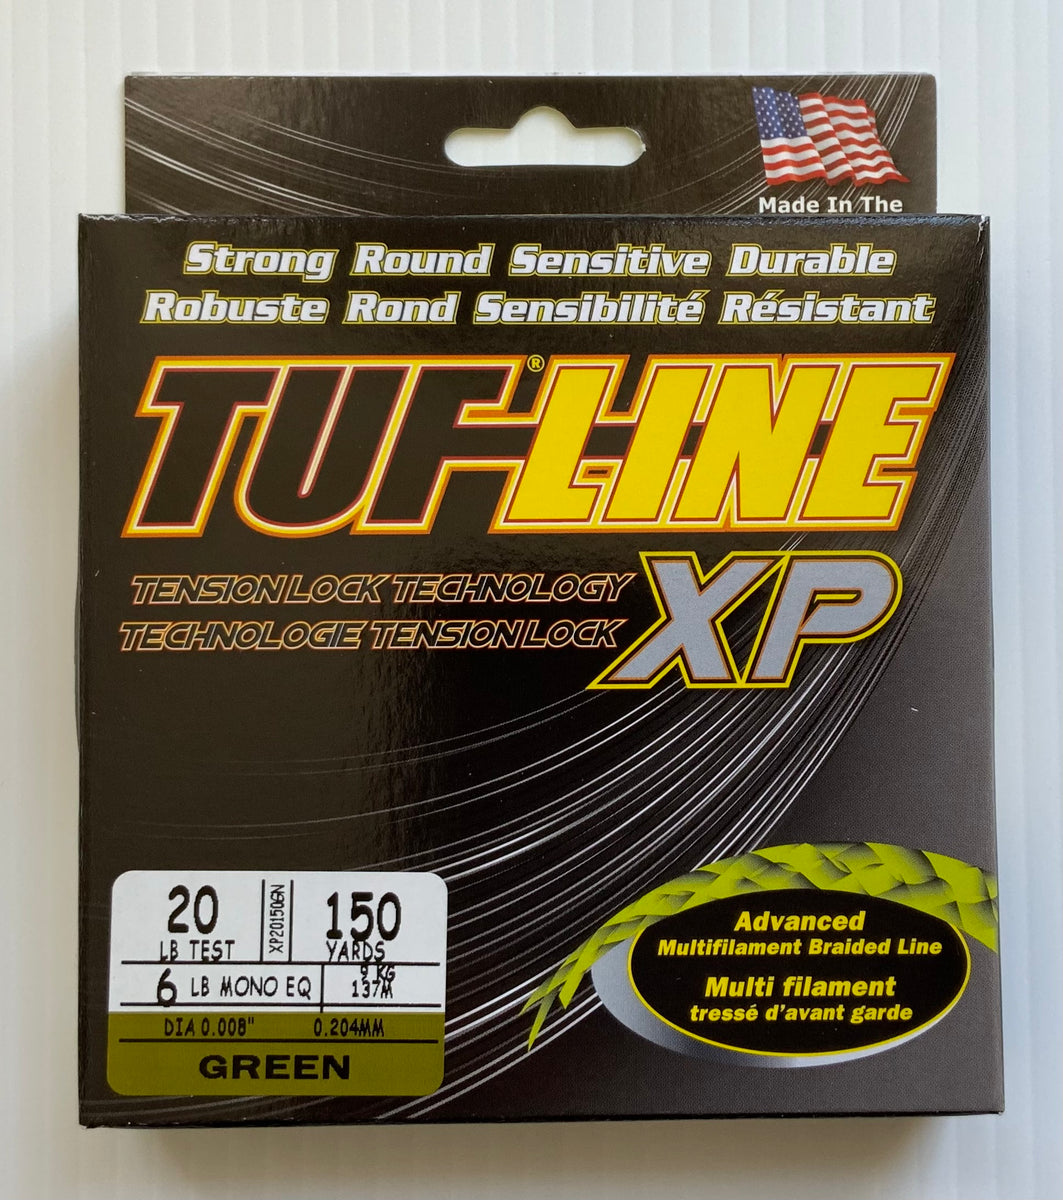 Made In The
Strong Round Sensitive Durable
Robuste Rond Sensibilité Résistant
TUF-LINE®
XP
TENSION LOCK TECHNOLOGY
TECHNOLOGIE TENSION LOCK
20
LB TEST
XP20150GN
150
YARDS
9 KG
137M
6 LB MONO EQ
DIA 0.008" 0.204MM
GREEN
Advanced
Multifilament Braided Line
Multi filament
tressé d'avant garde